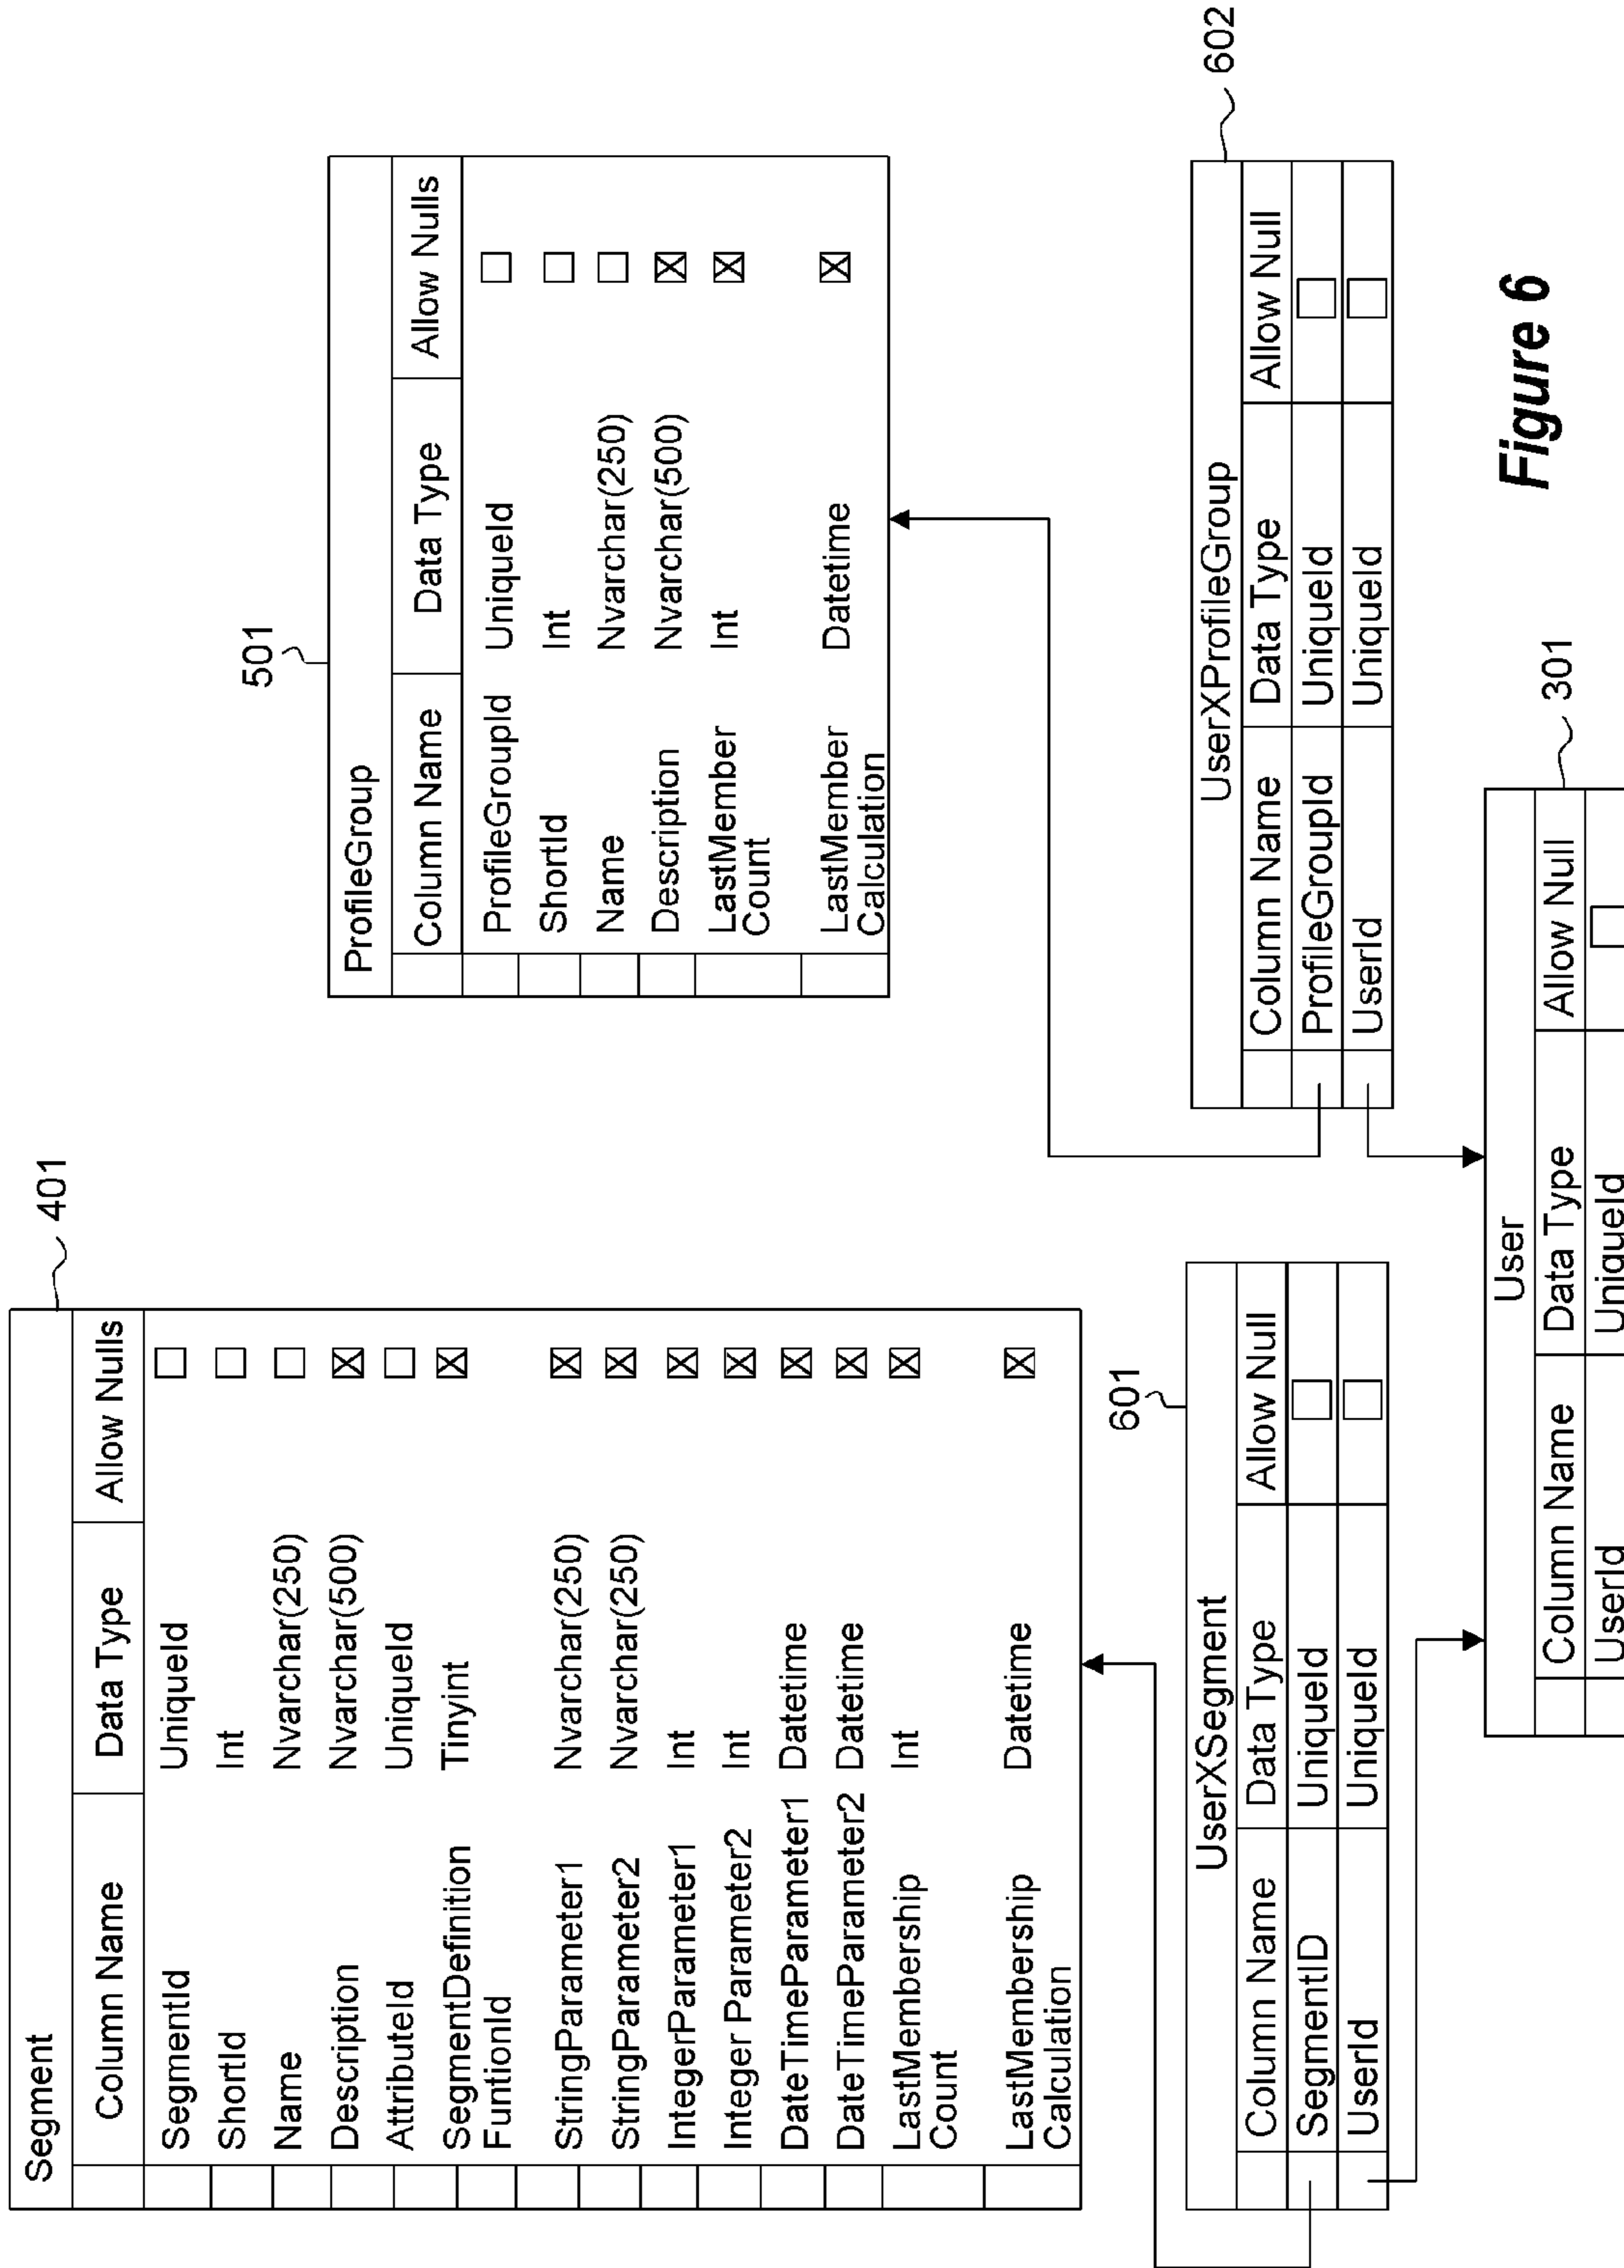 401
Segment
Column Name Data Type Allow Nulls
SegmentId UniqueId
ShortId Int
Name Nvarchar(250)
Description Nvarchar(500)
AttributeId UniqueId
SegmentDefinition Tinyint
FuntionId
StringParameter1 Nvarchar(250)
StringParameter2 Nvarchar(250)
IntegerParameter1 Int
Integer Parameter2 Int
DateTimeParameter1 Datetime
DateTimeParameter2 Datetime
LastMembership Int
Count
LastMembership Datetime
Calculation
501
ProfileGroup
Column Name Data Type Allow Nulls
ProfileGroupId UniqueId
ShortId Int
Name Nvarchar(250)
Description Nvarchar(500)
LastMember Int
Count
LastMember Datetime
Calculation
601
UserXSegment
Column Name Data Type Allow Null
SegmentID UniqueId
UserId UniqueId
602
UserXProfileGroup
Column Name Data Type Allow Null
ProfileGroupId UniqueId
UserId UniqueId
User
301
Column Name Data Type Allow Null
UserId UniqueId
Figure 6